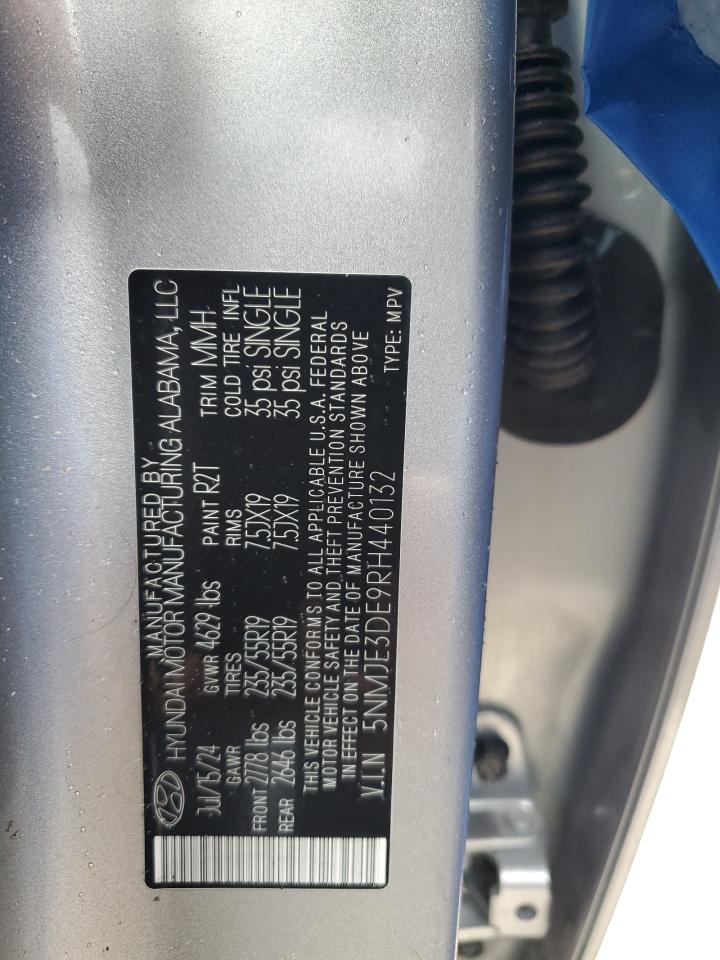 MANUFACTURED BY
HYUNDAI MOTOR MANUFACTURING ALABAMA, LLC
Jul/15/24 GVWR 4629 lbs PAINT R2T TRIM MMH
GAWR TIRES RIMS COLD TIRE INFL
FRONT 2778 lbs 235/55R19 7.5JX19 35 psi SINGLE
REAR 2646 lbs 235/55R19 7.5JX19 35 psi SINGLE
THIS VEHICLE CONFORMS TO ALL APPLICABLE U.S.A. FEDERAL
MOTOR VEHICLE SAFETY AND THEFT PREVENTION STANDARDS
IN EFFECT ON THE DATE OF MANUFACTURE SHOWN ABOVE
V.I.N 5NMJE3DE9RH440132 TYPE: MPV